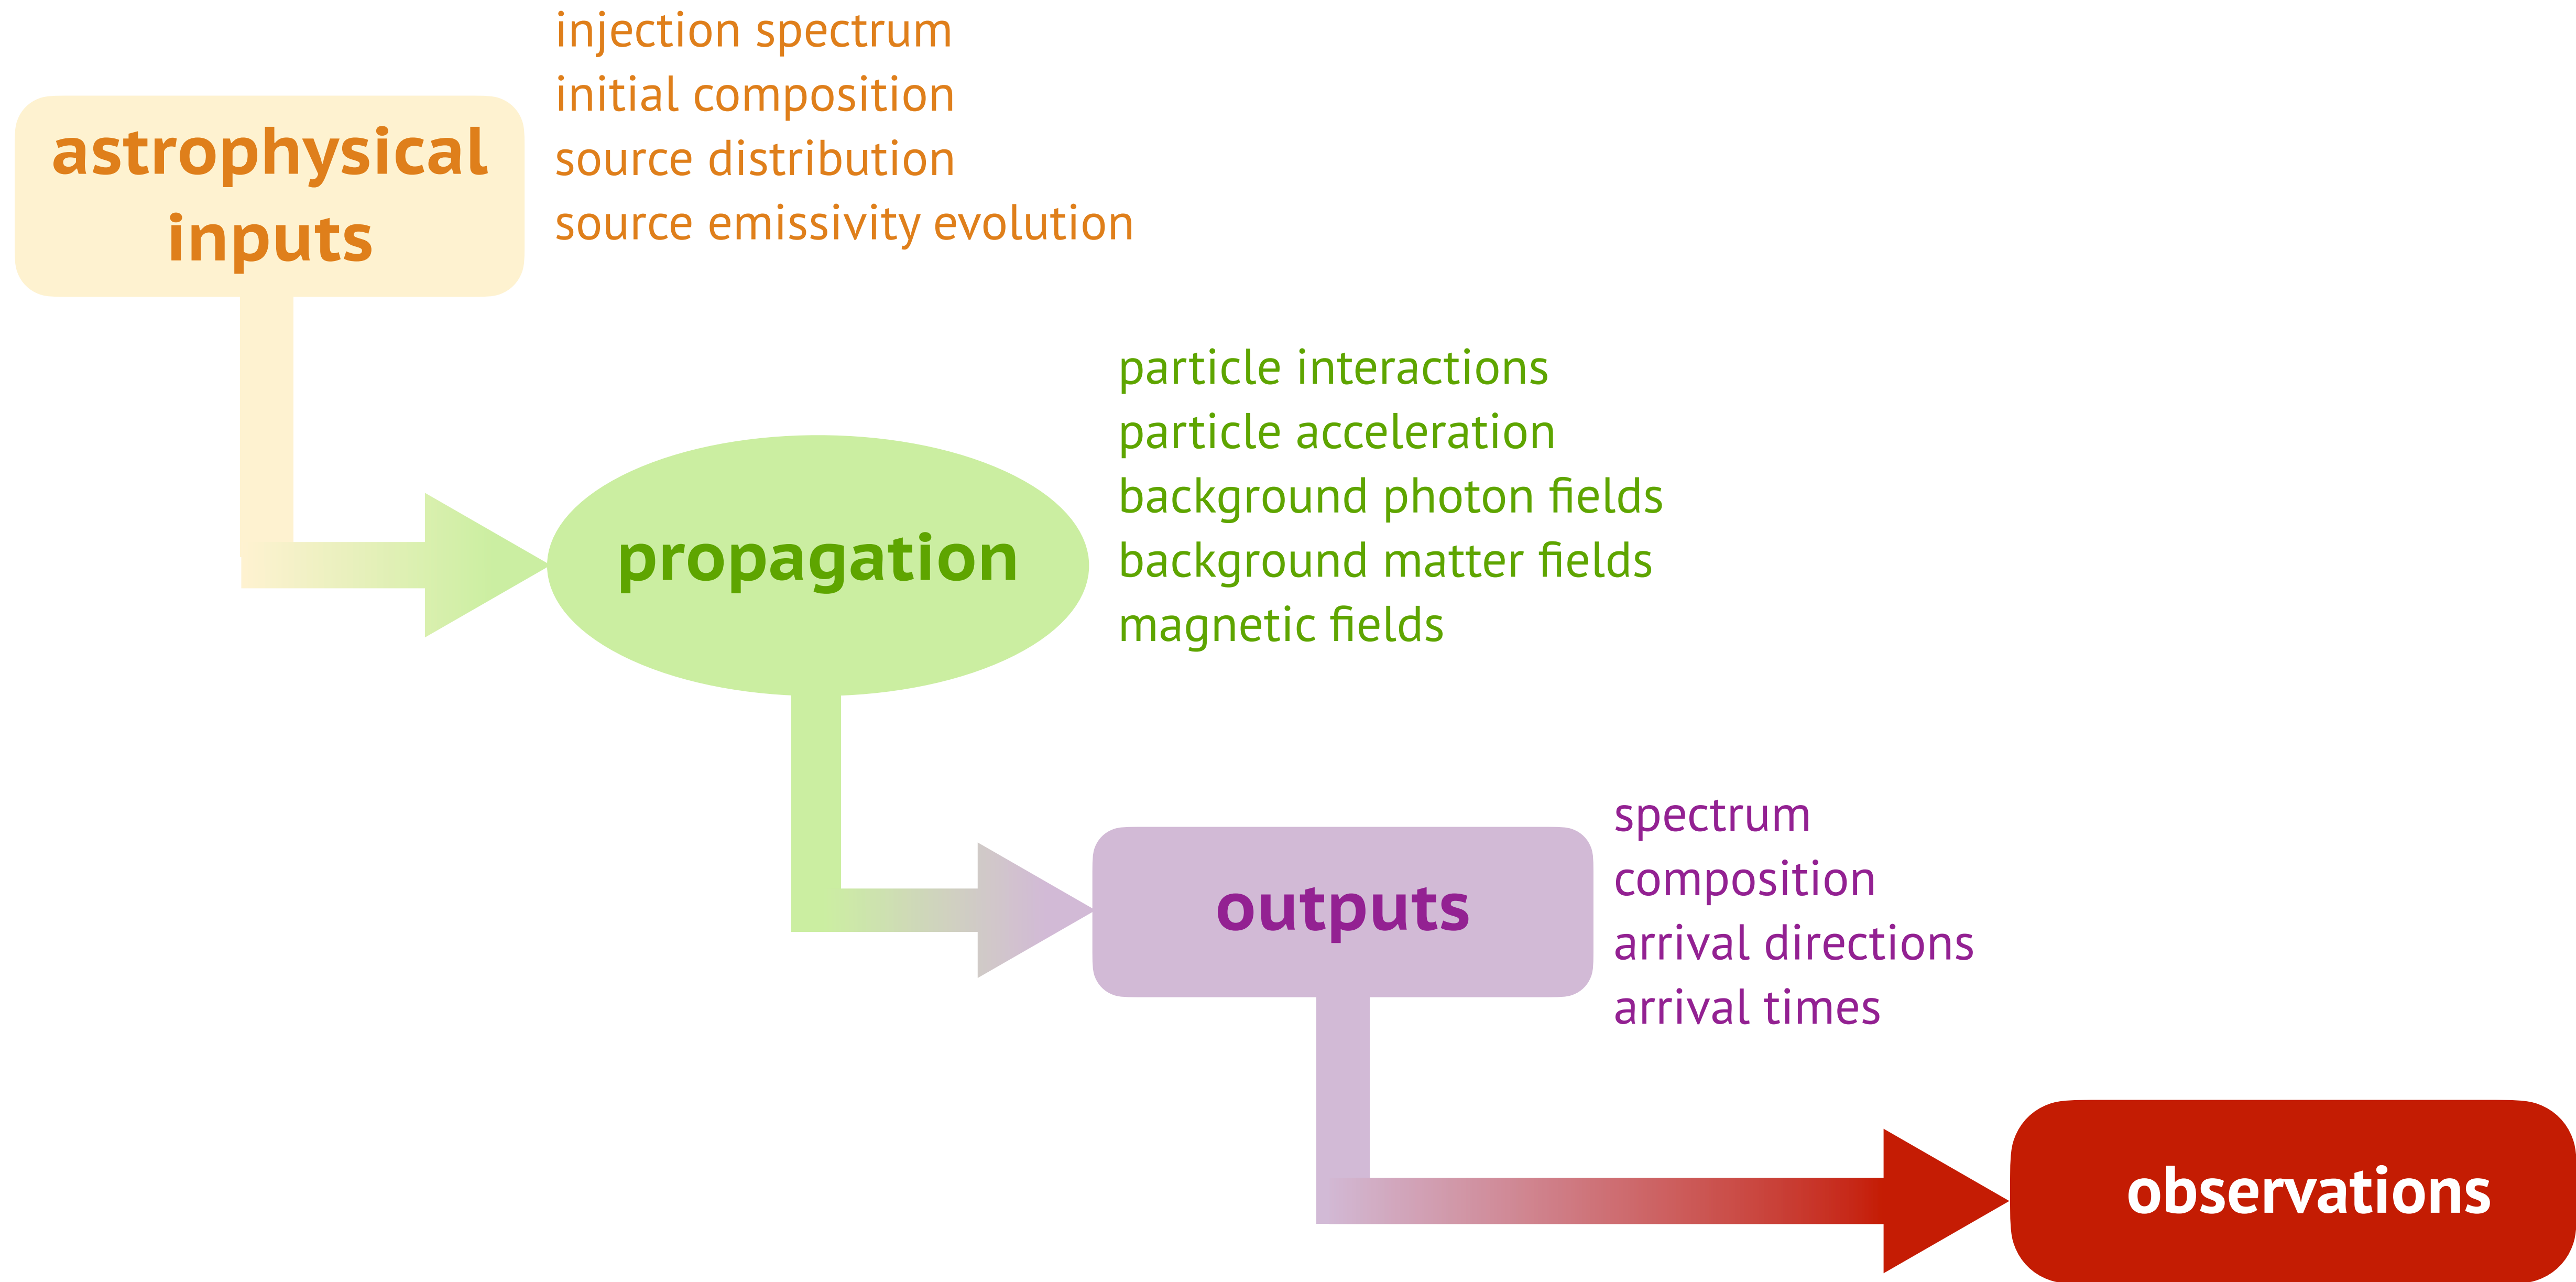 injection spectrum
initial composition
source distribution
source emissivity evolution
astrophysical
inputs
particle interactions
particle acceleration
background photon fields
background matter fields
magnetic fields
propagation
spectrum
composition
arrival directions
arrival times
outputs
observations